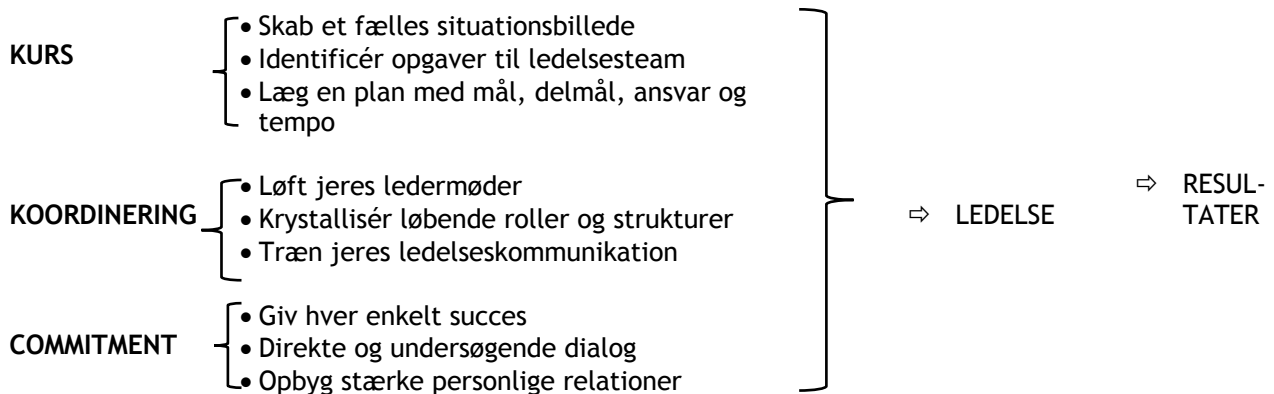 KURS
• Skab et fælles situationsbillede
• Identificér opgaver til ledelsesteam
• Læg en plan med mål, delmål, ansvar og
tempo
KOORDINERING
• Løft jeres ledermøder
• Krystallisér løbende roller og strukturer
• Træn jeres ledelseskommunikation
COMMITMENT
• Giv hver enkelt succes
• Direkte og undersøgende dialog
• Opbyg stærke personlige relationer
⇨ LEDELSE
⇨ RESUL-
TATER